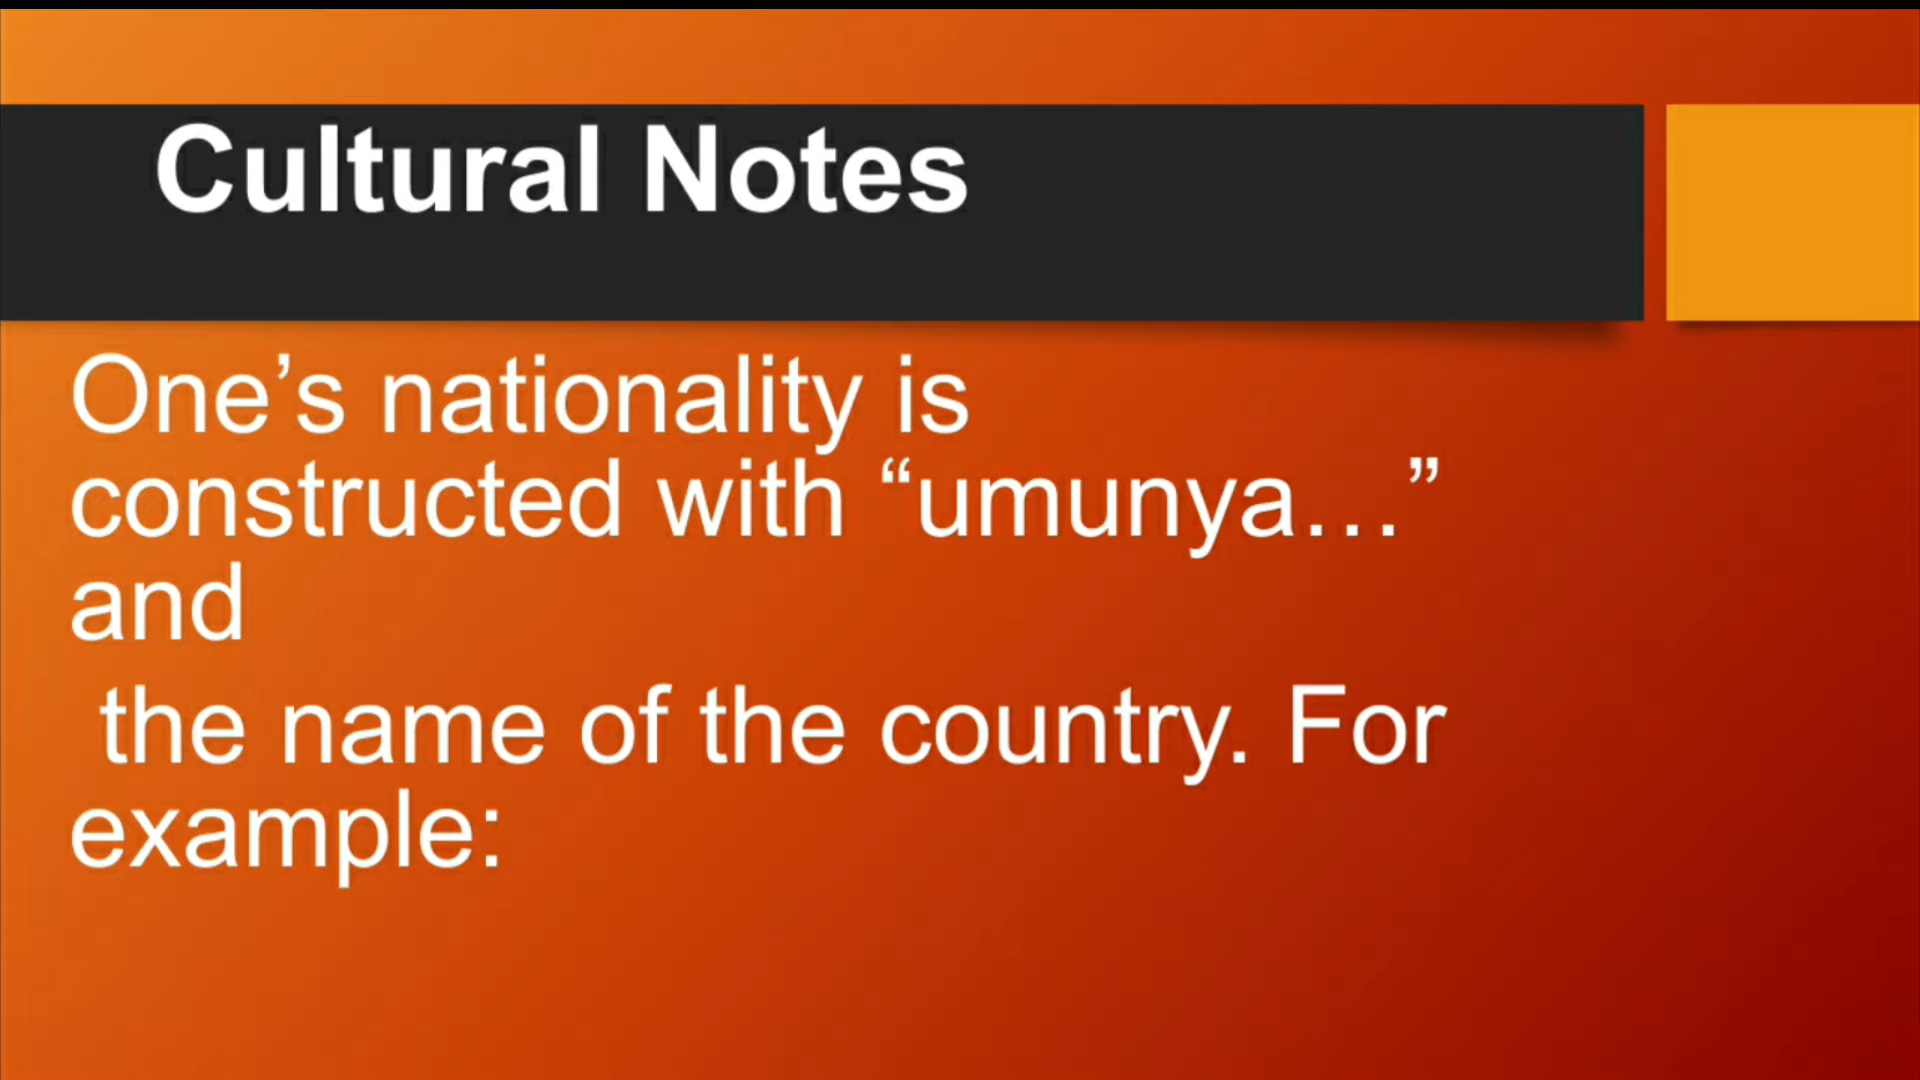 Cultural Notes
One’s nationality is
constructed with “umunya…”
and
the name of the country. For
example: